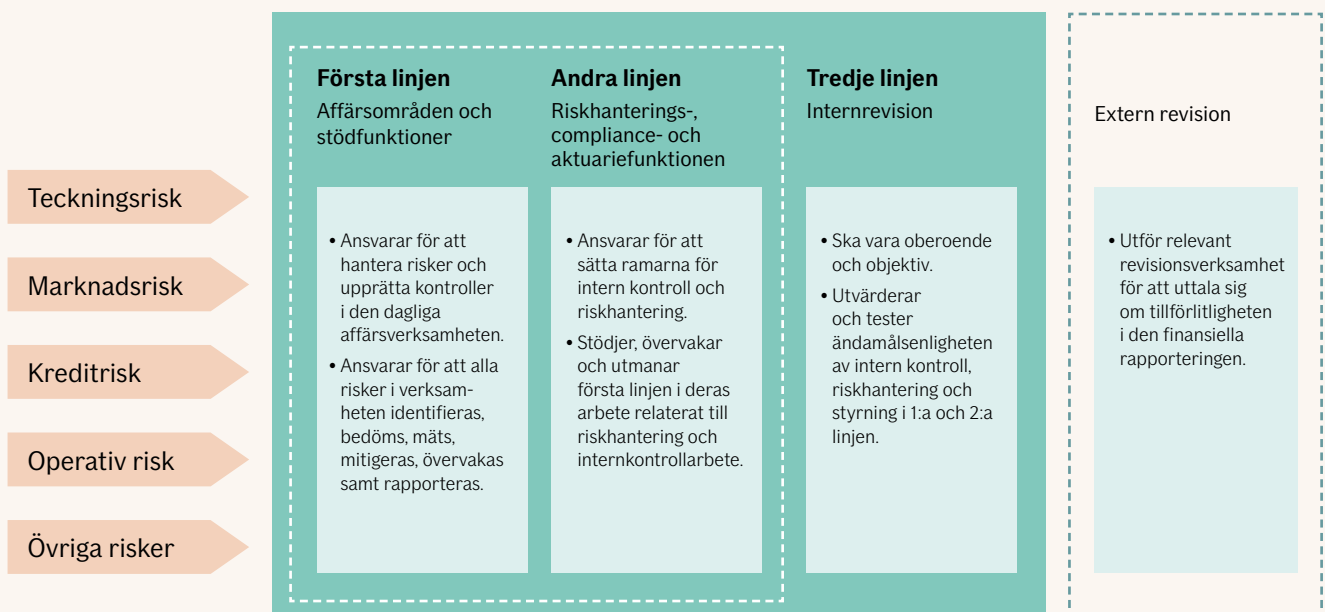 Teckningsrisk
Marknadsrisk
Kreditrisk
Operativ risk
Övriga risker
Första linjen
Affärsområden och
stödfunktioner
• Ansvarar för att
hantera risker och
upprätta kontroller
i den dagliga
affärsverksamheten.
• Ansvarar för att alla
risker i verksam-
heten identifieras,
bedöms, mäts,
mitigeras, övervakas
samt rapporteras.
Andra linjen
Riskhanterings-,
compliance- och
aktuariefunktionen
• Ansvarar för att
sätta ramarna för
intern kontroll och
riskhantering.
• Stödjer, övervakar
och utmanar
första linjen i deras
arbete relaterat till
riskhantering och
internkontrollarbete.
Tredje linjen
Internrevision
• Ska vara oberoende
och objektiv.
• Utvärderar
och tester
ändamålsenligheten
av intern kontroll,
riskhantering och
styrning i 1:a och 2:a
linjen.
Extern revision
• Utför relevant
revisionsverksamhet
för att uttala sig
om tillförlitligheten
i den finansiella
rapporteringen.